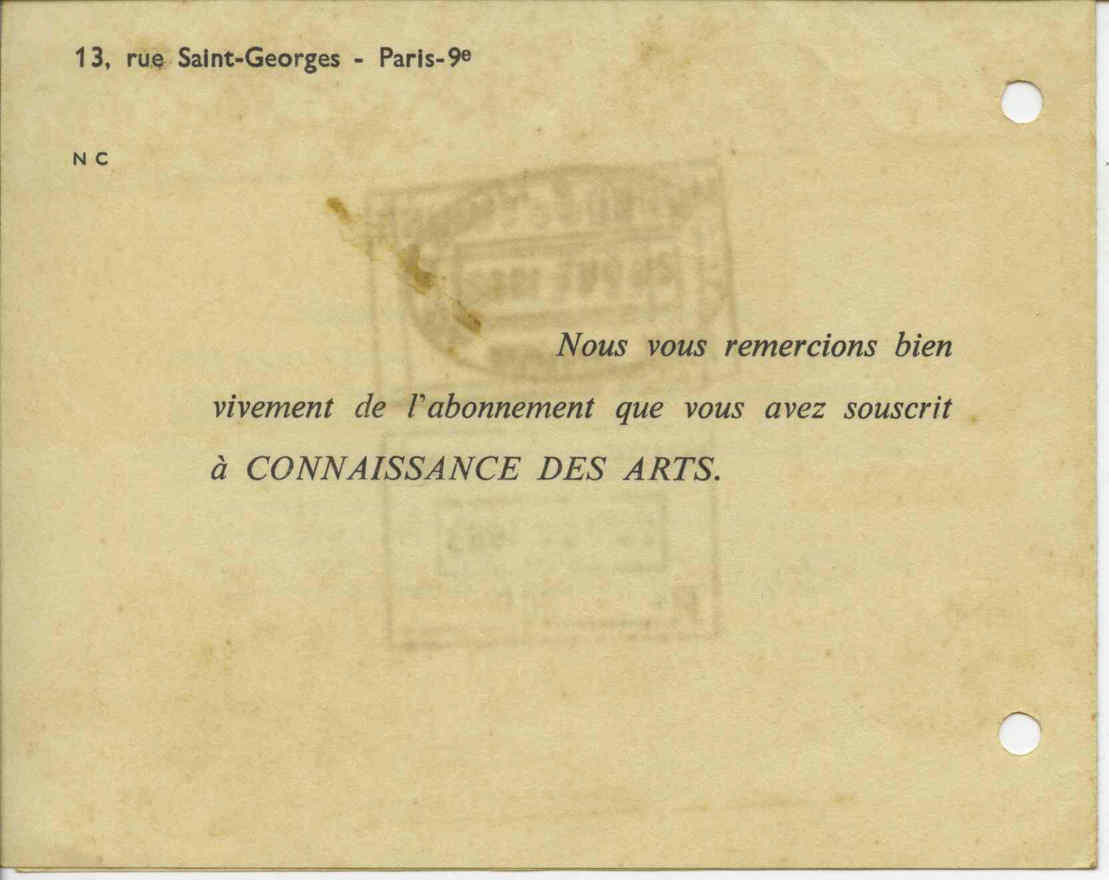 13, rue Saint-Georges - Paris-9e
N C
Nous vous remercions bien
vivement de l'abonnement que vous avez souscrit
à CONNAISSANCE DES ARTS.